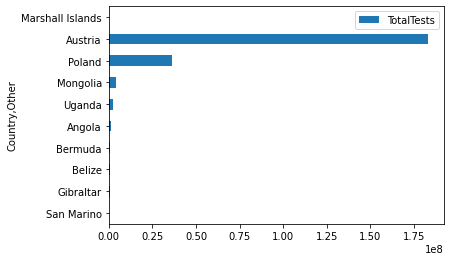 TotalTests
Marshall Islands
Austria
Poland
Mongolia
Uganda
Angola
Bermuda
Belize
Gibraltar
San Marino
Country,Other
0.00 0.25 0.50 0.75 1.00 1.25 1.50 1.75
1e8